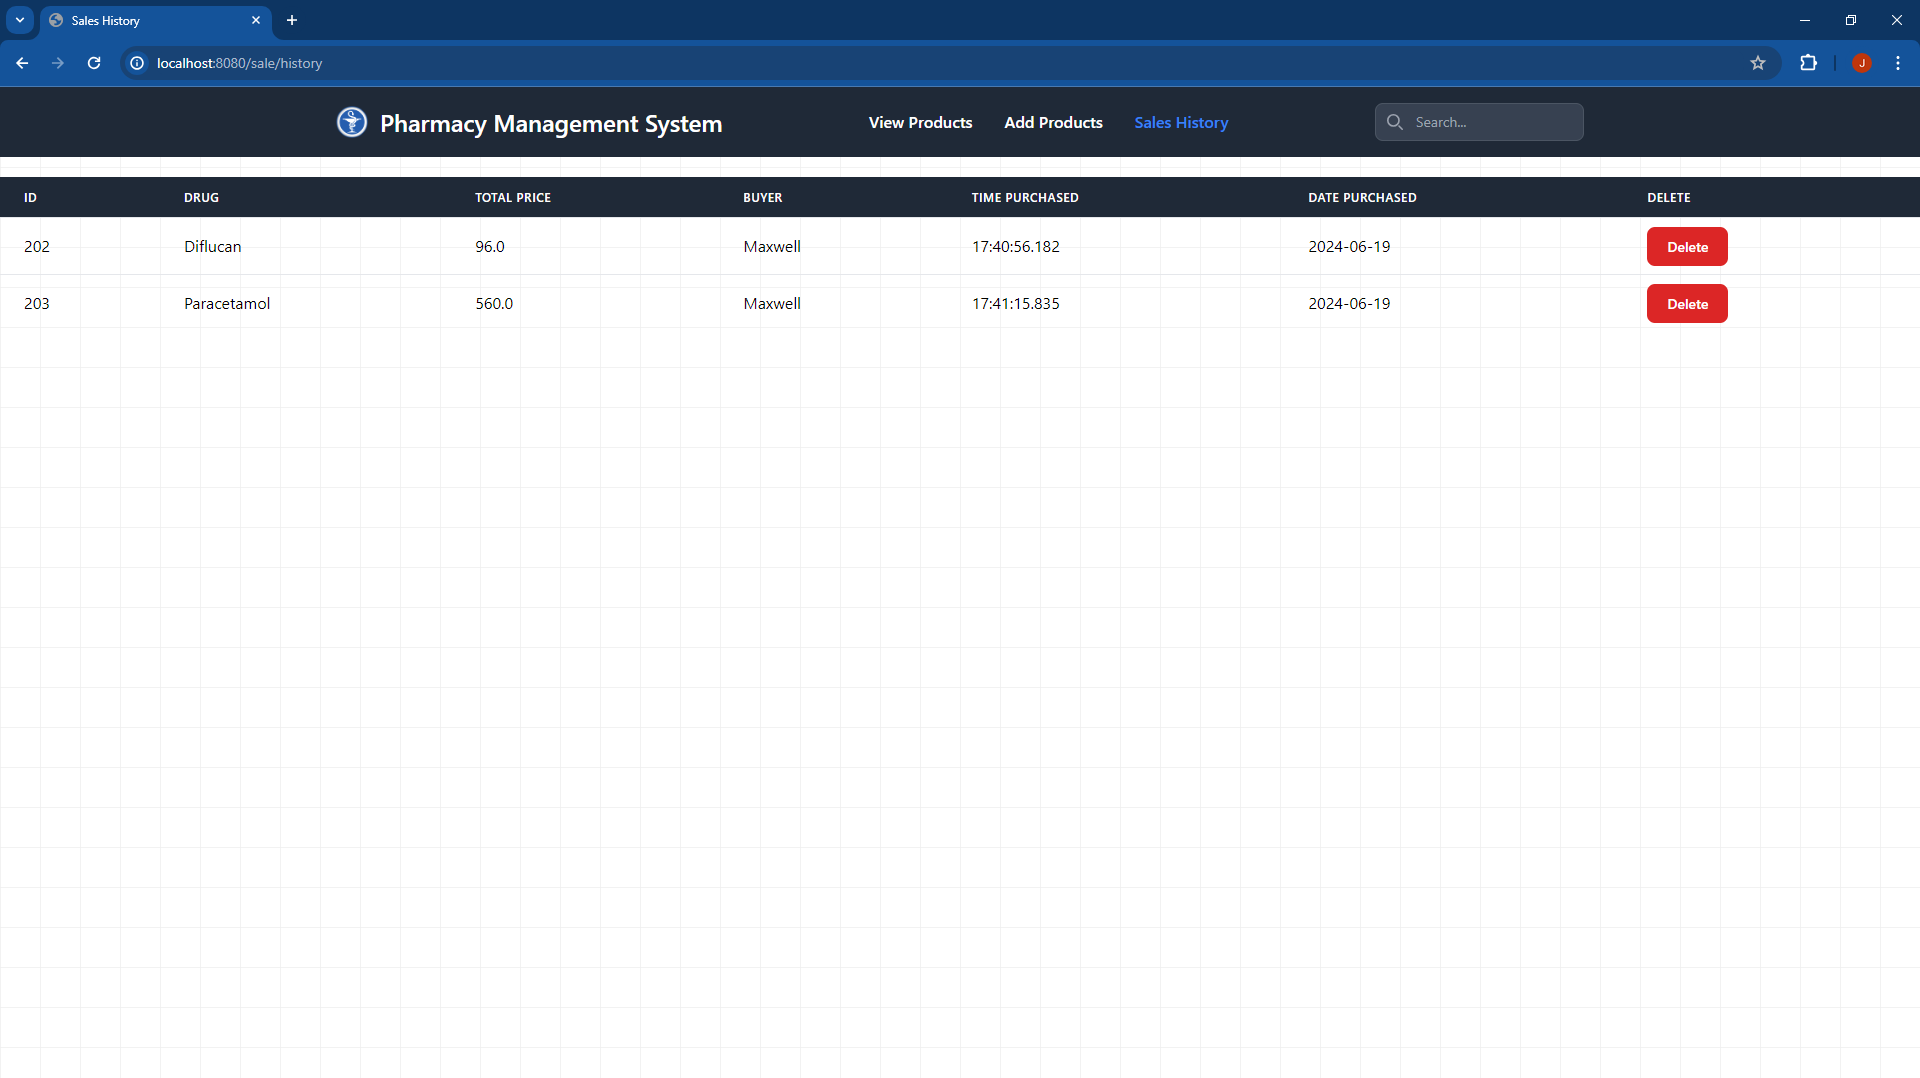 Sales History
localhost:8080/sale/history
J
Pharmacy Management System
View Products
Add Products
Sales History
Search...
ID DRUG TOTAL PRICE BUYER TIME PURCHASED DATE PURCHASED DELETE
202 Diflucan 96.0 Maxwell 17:40:56.182 2024-06-19 Delete
203 Paracetamol 560.0 Maxwell 17:41:15.835 2024-06-19 Delete